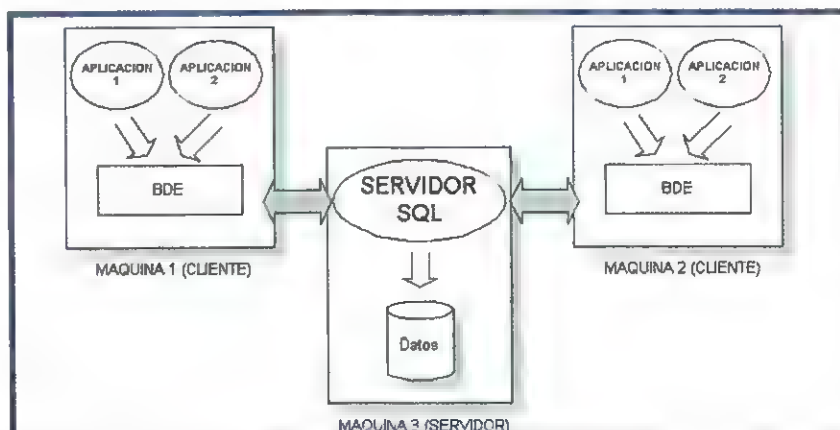 APLICACION
1
APLICACION
2
BDE
MAQUINA 1 (CLIENTE)
SERVIDOR
SQL
Datos
MAQUINA 3 (SERVIDOR)
APLICACION
1
APLICACION
2
BDE
MAQUINA 2 (CLIENTE)